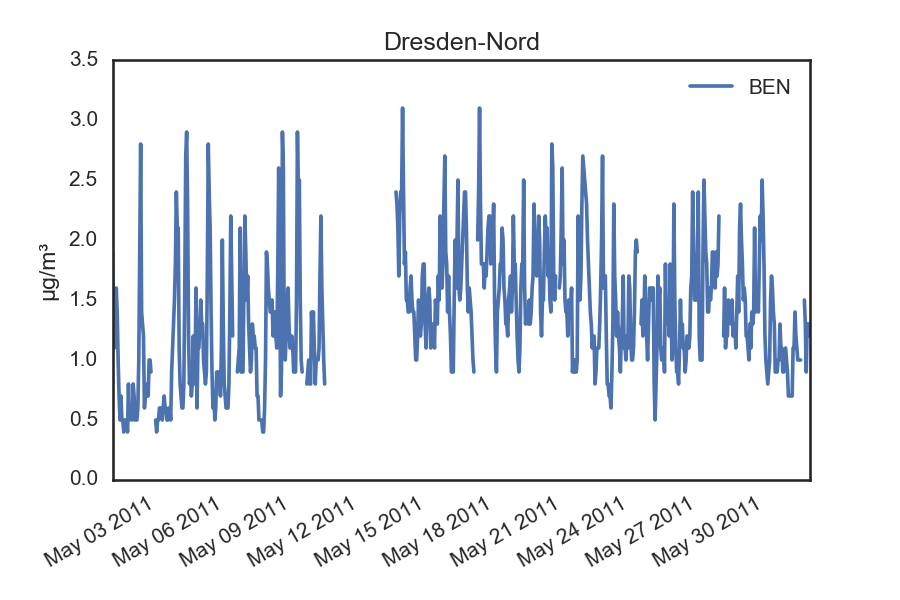 Dresden-Nord
BEN
µg/m³
3.5
3.0
2.5
2.0
1.5
1.0
0.5
0.0
May 03 2011
May 06 2011
May 09 2011
May 12 2011
May 15 2011
May 18 2011
May 21 2011
May 24 2011
May 27 2011
May 30 2011